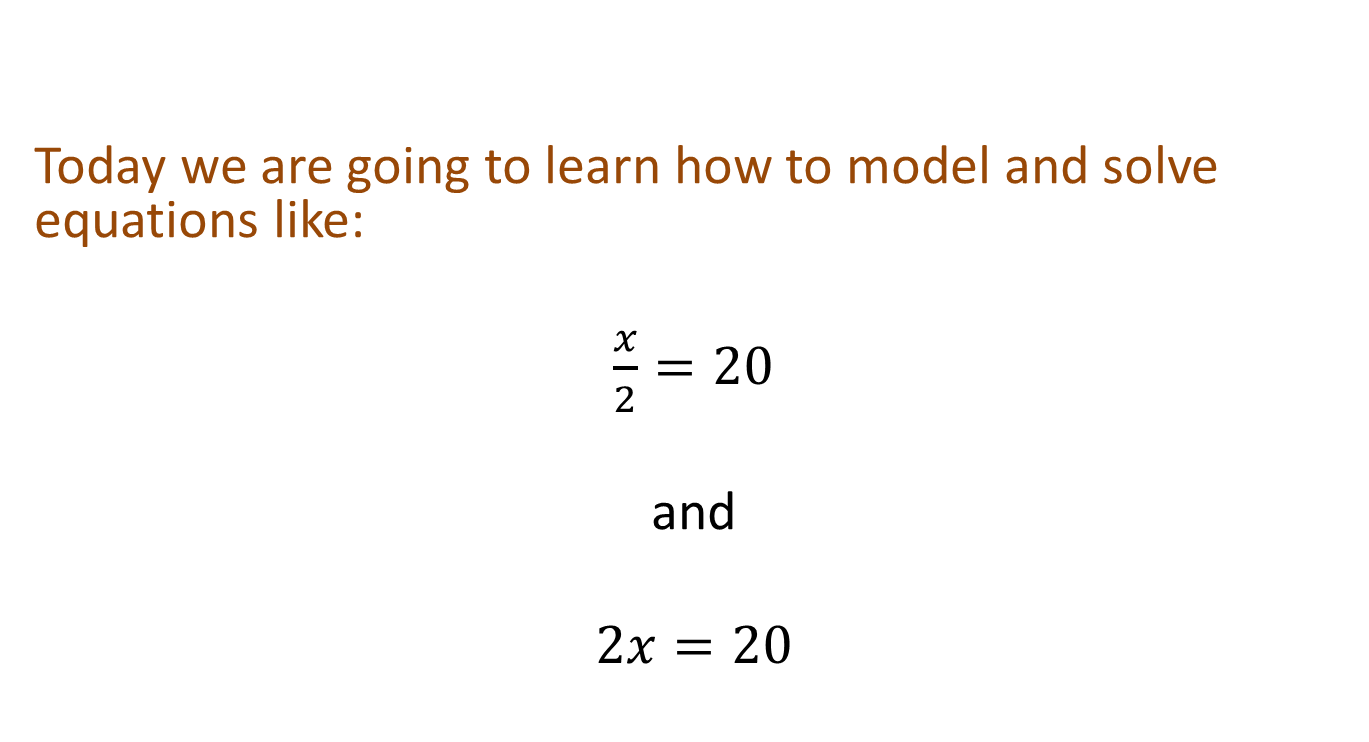 Today we are going to learn how to model and solve
equations like:
x/2 = 20
and
2x = 20